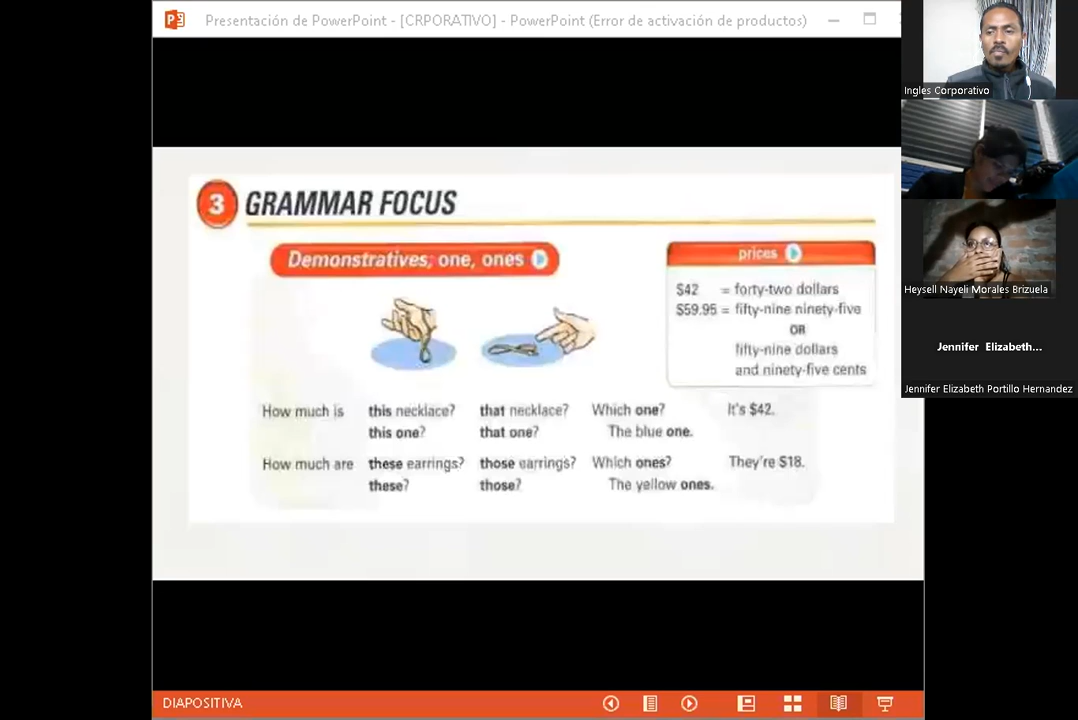 Presentación de PowerPoint - [CRPORATIVO] - PowerPoint (Error de activación de productos)
3 GRAMMAR FOCUS
Demonstratives; one, ones
prices
$42 = forty-two dollars
$59.95 = fifty-nine ninety-five
OR
fifty-nine dollars
and ninety-five cents
How much is this necklace? that necklace? Which one? It's $42.
this one? that one? The blue one.
How much are these earrings? those earrings? Which ones? They're $18.
these? those? The yellow ones.
DIAPOSITIVA
Ingles Corporativo
Heysell Nayeli Morales Brizuela
Jennifer Elizabeth...
Jennifer Elizabeth Portillo Hernandez